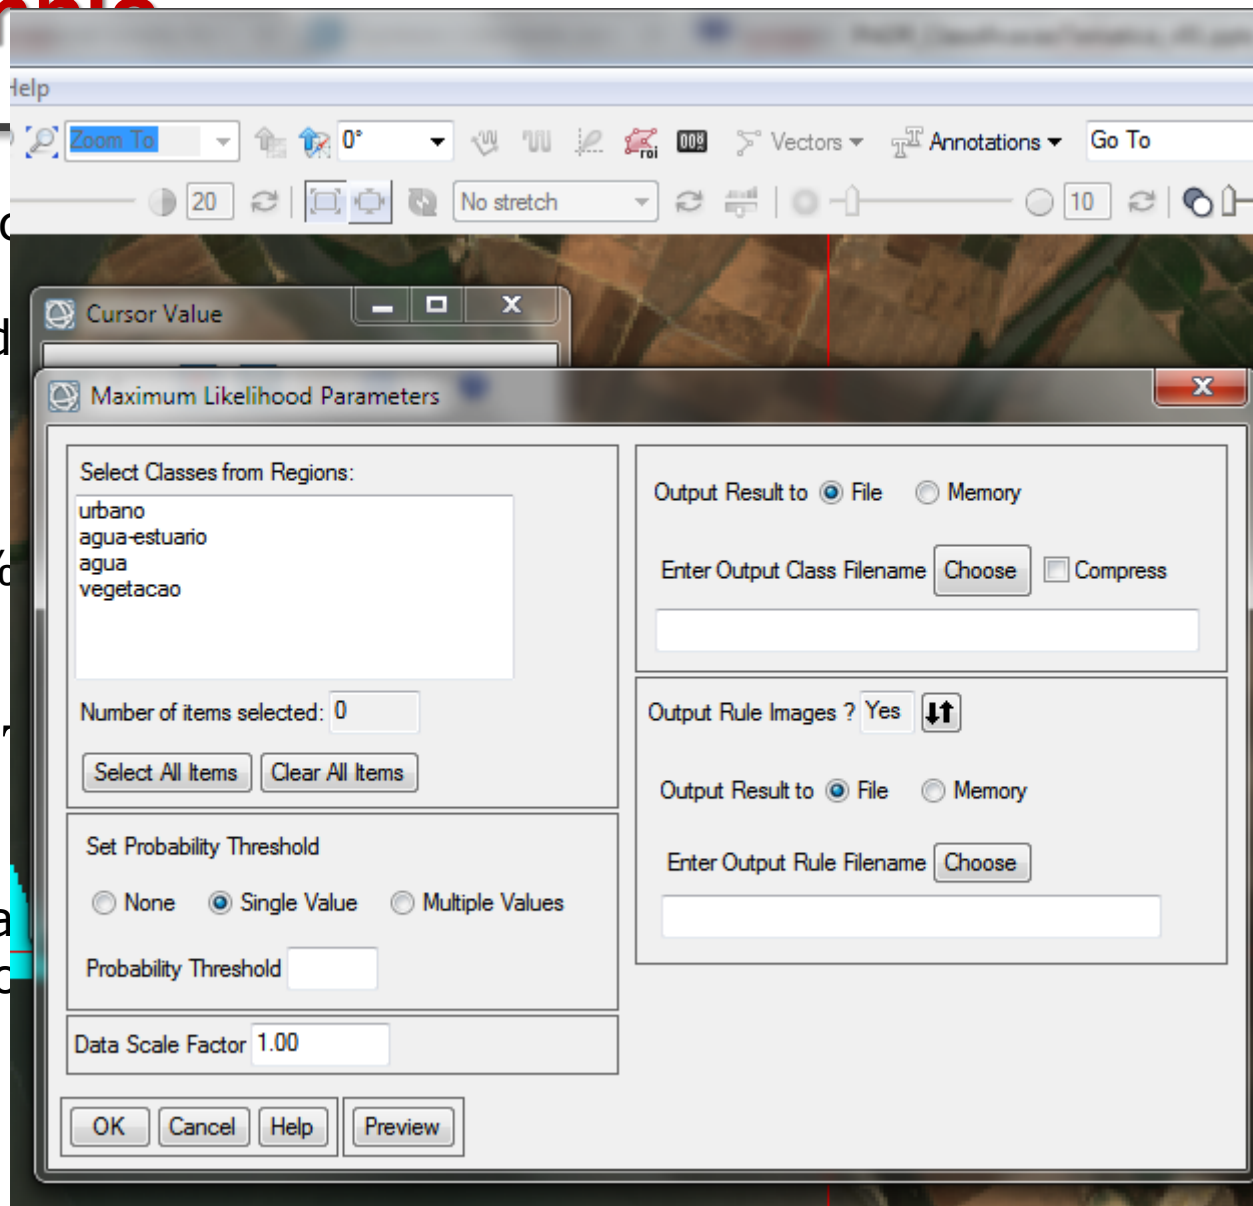 Help
Zoom To
0°
roi
Vectors
Annotations
Go To
20
No stretch
10
Cursor Value
Maximum Likelihood Parameters
Select Classes from Regions:
urbano
agua-estuario
agua
vegetacao
Number of items selected: 0
Select All Items
Clear All Items
Set Probability Threshold
None
Single Value
Multiple Values
Probability Threshold
Data Scale Factor 1.00
OK
Cancel
Help
Preview
Output Result to File Memory
Enter Output Class Filename Choose Compress
Output Rule Images ? Yes
Output Result to File Memory
Enter Output Rule Filename Choose